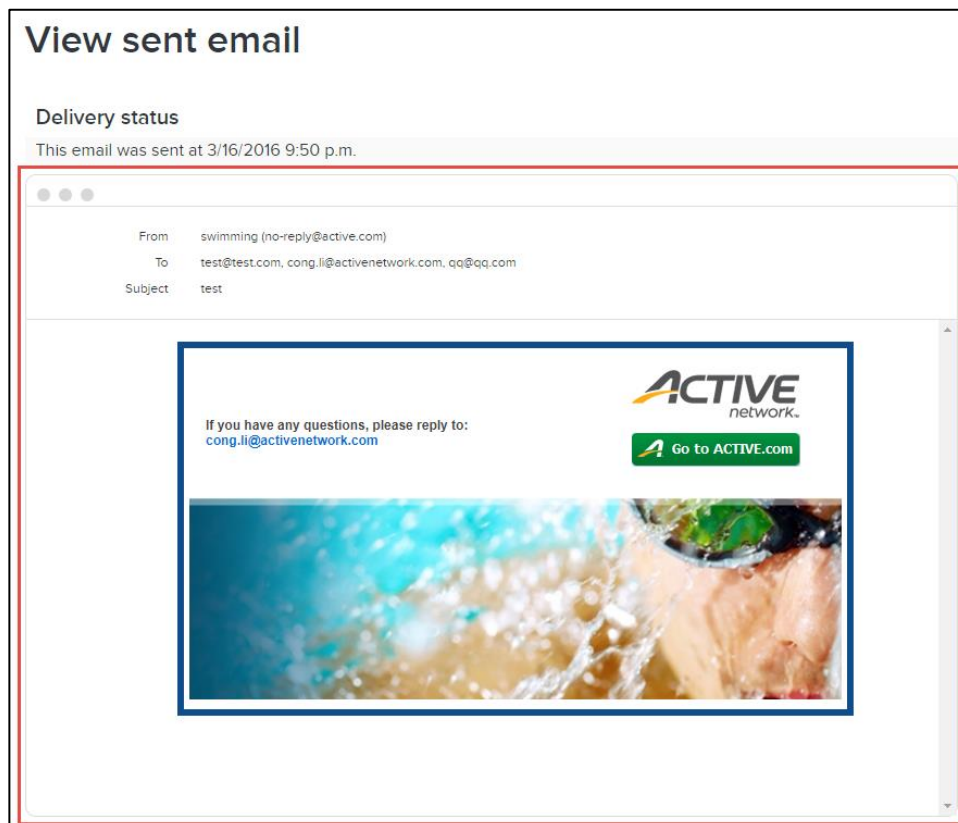 View sent email
Delivery status
This email was sent at 3/16/2016 9:50 p.m.
From swimming (no-reply@active.com)
To test@test.com, cong.li@activenetwork.com, qq@qq.com
Subject test
ACTIVE
network™
If you have any questions, please reply to:
cong.li@activenetwork.com
Go to ACTIVE.com